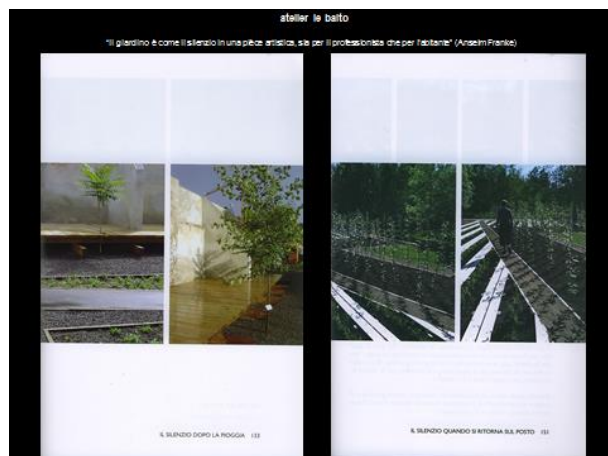 atelier le balto
"Il giardino è come il silenzio in una pièce artistica, sia per il professionista che per l'abitante" (Anselm Franke)
IL SILENZIO DOPO LA PIOGGIA 133
IL SILENZIO QUANDO SI RITORNA SUL POSTO 151